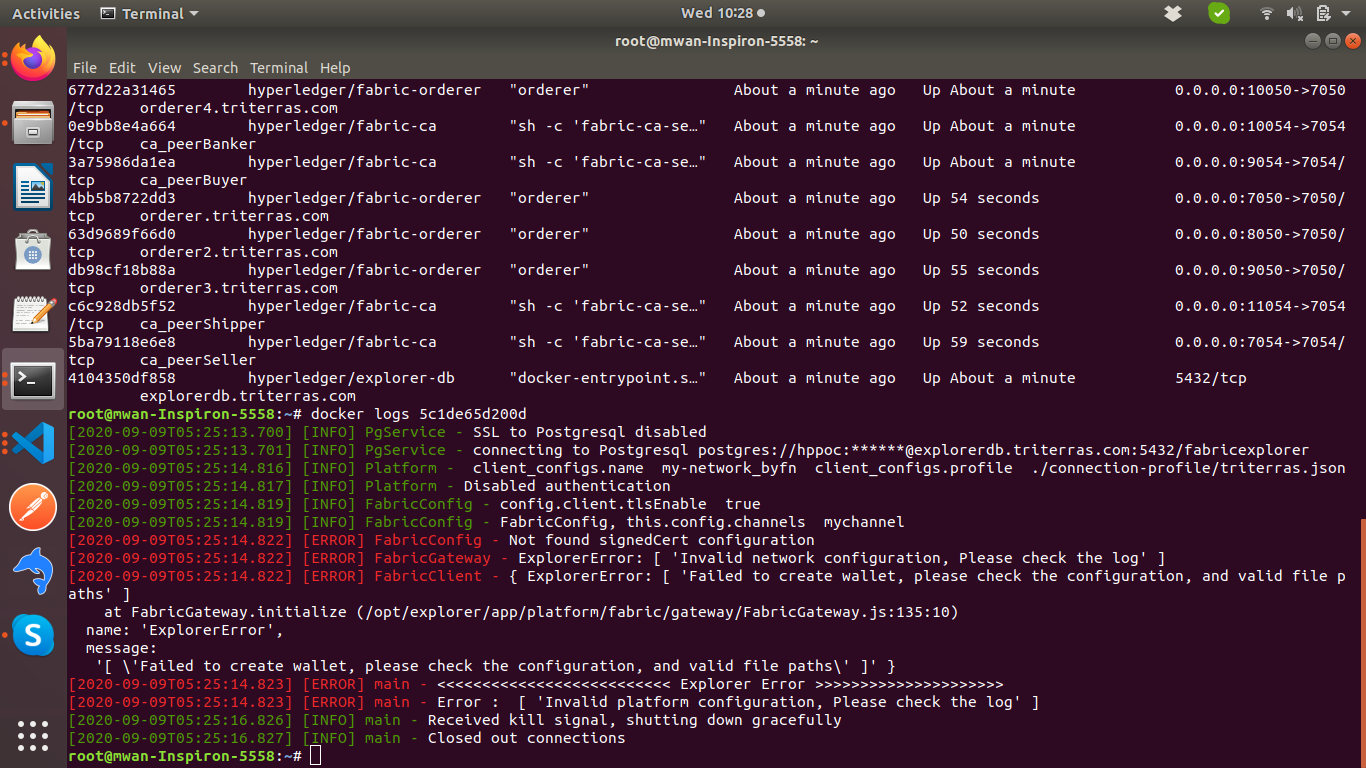 Activities Terminal Wed 10:28
root@mwan-Inspiron-5558: ~
File Edit View Search Terminal Help
677d22a31465 hyperledger/fabric-orderer "orderer" About a minute ago Up About a minute 0.0.0.0:10050->7050
/tcp orderer4.triterras.com
0e9bb8e4a664 hyperledger/fabric-ca "sh -c 'fabric-ca-se…" About a minute ago Up About a minute 0.0.0.0:10054->7054
/tcp ca_peerBanker
3a75986da1ea hyperledger/fabric-ca "sh -c 'fabric-ca-se…" About a minute ago Up About a minute 0.0.0.0:9054->7054/
tcp ca_peerBuyer
4bb5b8722dd3 hyperledger/fabric-orderer "orderer" About a minute ago Up 54 seconds 0.0.0.0:7050->7050/
tcp orderer.triterras.com
63d9689f66d0 hyperledger/fabric-orderer "orderer" About a minute ago Up 50 seconds 0.0.0.0:8050->7050/
tcp orderer2.triterras.com
db98cf18b88a hyperledger/fabric-orderer "orderer" About a minute ago Up 55 seconds 0.0.0.0:9050->7050/
tcp orderer3.triterras.com
c6c928db5f52 hyperledger/fabric-ca "sh -c 'fabric-ca-se…" About a minute ago Up 52 seconds 0.0.0.0:11054->7054
/tcp ca_peerShipper
5ba79118e6e8 hyperledger/fabric-ca "sh -c 'fabric-ca-se…" About a minute ago Up 59 seconds 0.0.0.0:7054->7054/
tcp ca_peerSeller
4104350df858 hyperledger/explorer-db "docker-entrypoint.s…" About a minute ago Up About a minute 5432/tcp
explorerdb.triterras.com
root@mwan-Inspiron-5558:~# docker logs 5c1de65d200d
[2020-09-09T05:25:13.700] [INFO] PgService - SSL to Postgresql disabled
[2020-09-09T05:25:13.701] [INFO] PgService - connecting to Postgresql postgres://hppoc:******@explorerdb.triterras.com:5432/fabricexplorer
[2020-09-09T05:25:14.816] [INFO] Platform - client_configs.name my-network_byfn client_configs.profile ./connection-profile/triterras.json
[2020-09-09T05:25:14.817] [INFO] Platform - Disabled authentication
[2020-09-09T05:25:14.819] [INFO] FabricConfig - config.client.tlsEnable true
[2020-09-09T05:25:14.819] [INFO] FabricConfig - FabricConfig, this.config.channels mychannel
[2020-09-09T05:25:14.822] [ERROR] FabricConfig - Not found signedCert configuration
[2020-09-09T05:25:14.822] [ERROR] FabricGateway - ExplorerError: [ 'Invalid network configuration, Please check the log' ]
[2020-09-09T05:25:14.822] [ERROR] FabricClient - { ExplorerError: [ 'Failed to create wallet, please check the configuration, and valid file p
aths' ]
at FabricGateway.initialize (/opt/explorer/app/platform/fabric/gateway/FabricGateway.js:135:10)
name: 'ExplorerError',
message:
'[ \'Failed to create wallet, please check the configuration, and valid file paths\' ]' }
[2020-09-09T05:25:14.823] [ERROR] main - <<<<<<<<<<<<<<<<<<<<<<<<<< Explorer Error >>>>>>>>>>>>>>>>>>>>>
[2020-09-09T05:25:14.823] [ERROR] main - Error : [ 'Invalid platform configuration, Please check the log' ]
[2020-09-09T05:25:16.826] [INFO] main - Received kill signal, shutting down gracefully
[2020-09-09T05:25:16.827] [INFO] main - Closed out connections
root@mwan-Inspiron-5558:~#